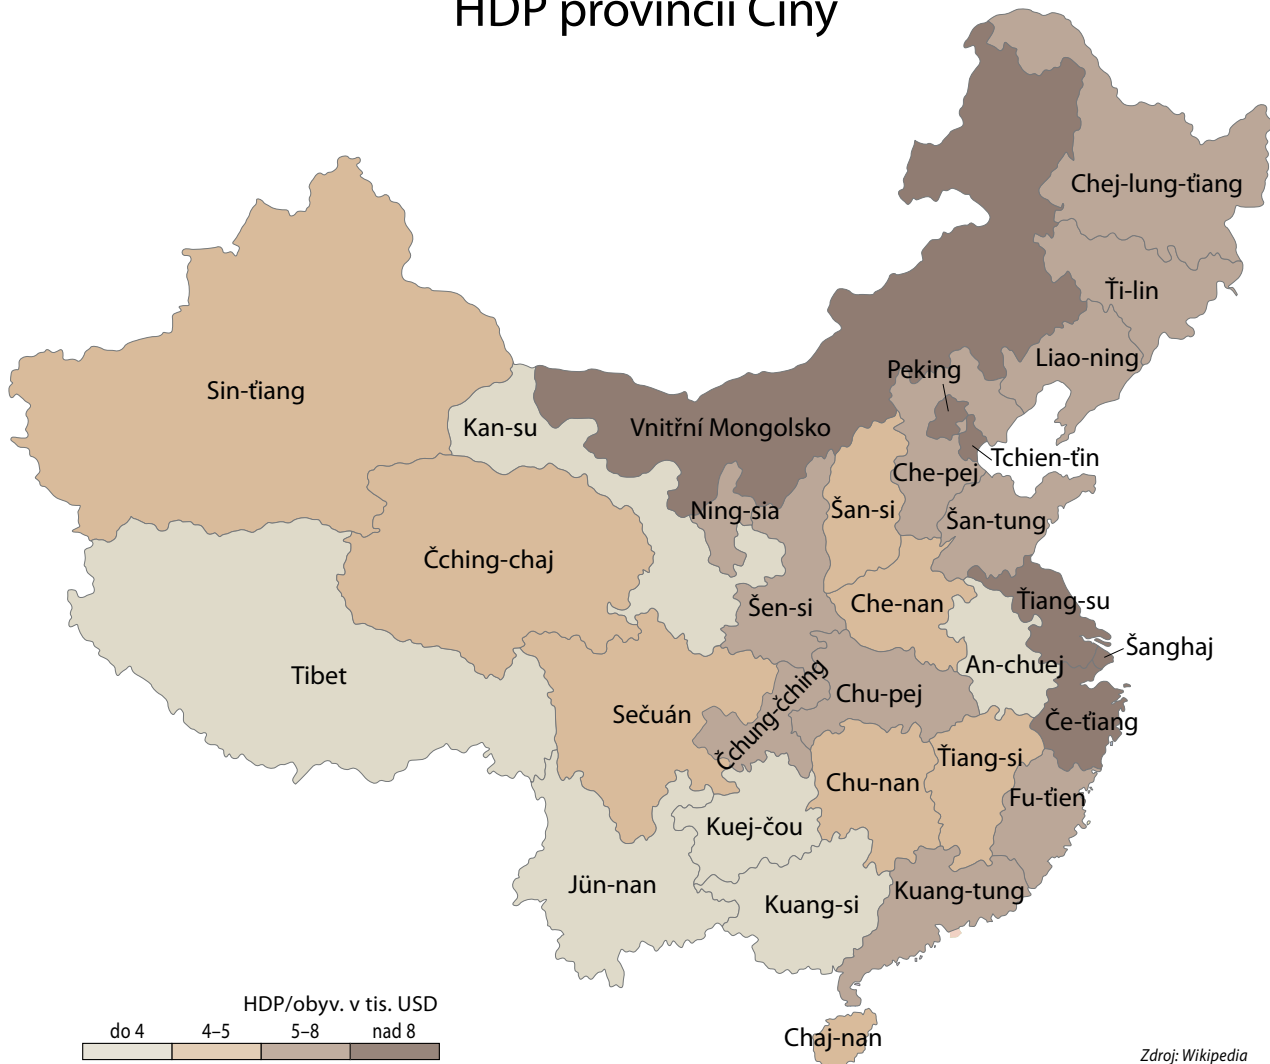 HDP provincií Číny
Chej-lung-ťiang
Ťi-lin
Liao-ning
Peking
Sin-ťiang
Kan-su
Vnitřní Mongolsko
Tchien-ťin
Che-pej
Ning-sia
Šan-si
Šan-tung
Čching-chaj
Šen-si
Che-nan
Ťiang-su
Šanghaj
An-chuej
Tibet
Sečuán
Čchung-čching
Chu-pej
Če-ťiang
Ťiang-si
Chu-nan
Fu-ťien
Kuej-čou
Jün-nan
Kuang-si
Kuang-tung
HDP/obyv. v tis. USD
do 4 4–5 5–8 nad 8
Chaj-nan
Zdroj: Wikipedia